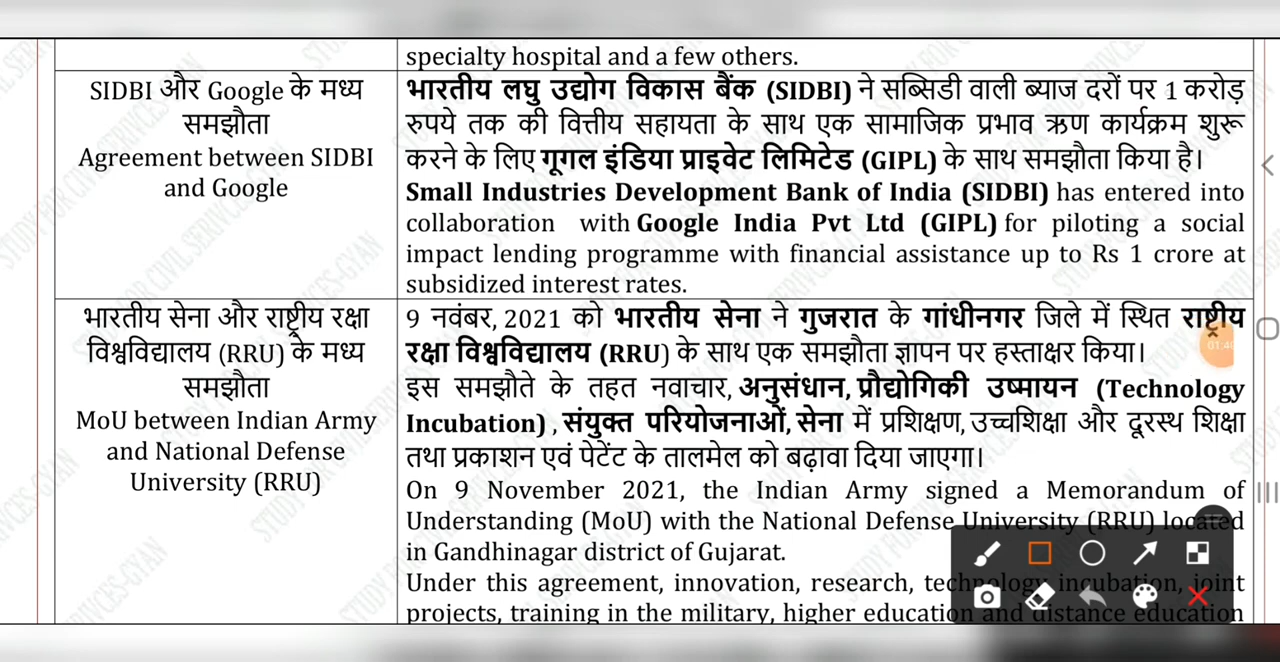 specialty hospital and a few others.
SIDBI और Google के मध्य
समझौता
Agreement between SIDBI
and Google
भारतीय लघु उद्योग विकास बैंक (SIDBI) ने सब्सिडी वाली ब्याज दरों पर 1 करोड़
रुपये तक की वित्तीय सहायता के साथ एक सामाजिक प्रभाव ऋण कार्यक्रम शुरू
करने के लिए गूगल इंडिया प्राइवेट लिमिटेड (GIPL) के साथ समझौता किया है।
Small Industries Development Bank of India (SIDBI) has entered into
collaboration with Google India Pvt Ltd (GIPL) for piloting a social
impact lending programme with financial assistance up to Rs 1 crore at
subsidized interest rates.
भारतीय सेना और राष्ट्रीय रक्षा
विश्वविद्यालय (RRU) के मध्य
समझौता
MoU between Indian Army
and National Defense
University (RRU)
9 नवंबर, 2021 को भारतीय सेना ने गुजरात के गांधीनगर जिले में स्थित राष्ट्रीय
रक्षा विश्वविद्यालय (RRU) के साथ एक समझौता ज्ञापन पर हस्ताक्षर किया।
इस समझौते के तहत नवाचार, अनुसंधान, प्रौद्योगिकी उष्मायन (Technology
Incubation) , संयुक्त परियोजनाओं, सेना में प्रशिक्षण, उच्चशिक्षा और दूरस्थ शिक्षा
तथा प्रकाशन एवं पेटेंट के तालमेल को बढ़ावा दिया जाएगा।
On 9 November 2021, the Indian Army signed a Memorandum of
Understanding (MoU) with the National Defense University (RRU) located
in Gandhinagar district of Gujarat.
Under this agreement, innovation, research, technology incubation, joint
projects, training in the military, higher education and distance education